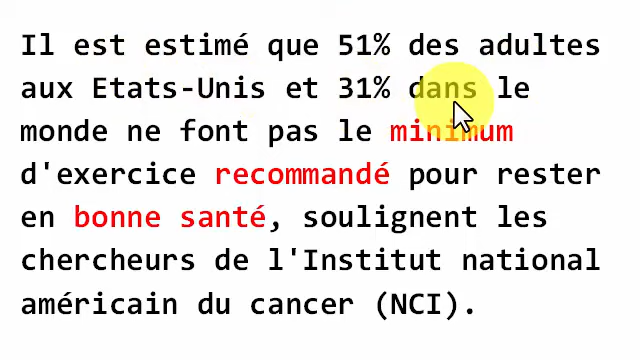 Il est estimé que 51% des adultes
aux Etats-Unis et 31% dans le
monde ne font pas le minimum
d'exercice recommandé pour rester
en bonne santé, soulignent les
chercheurs de l'Institut national
américain du cancer (NCI).